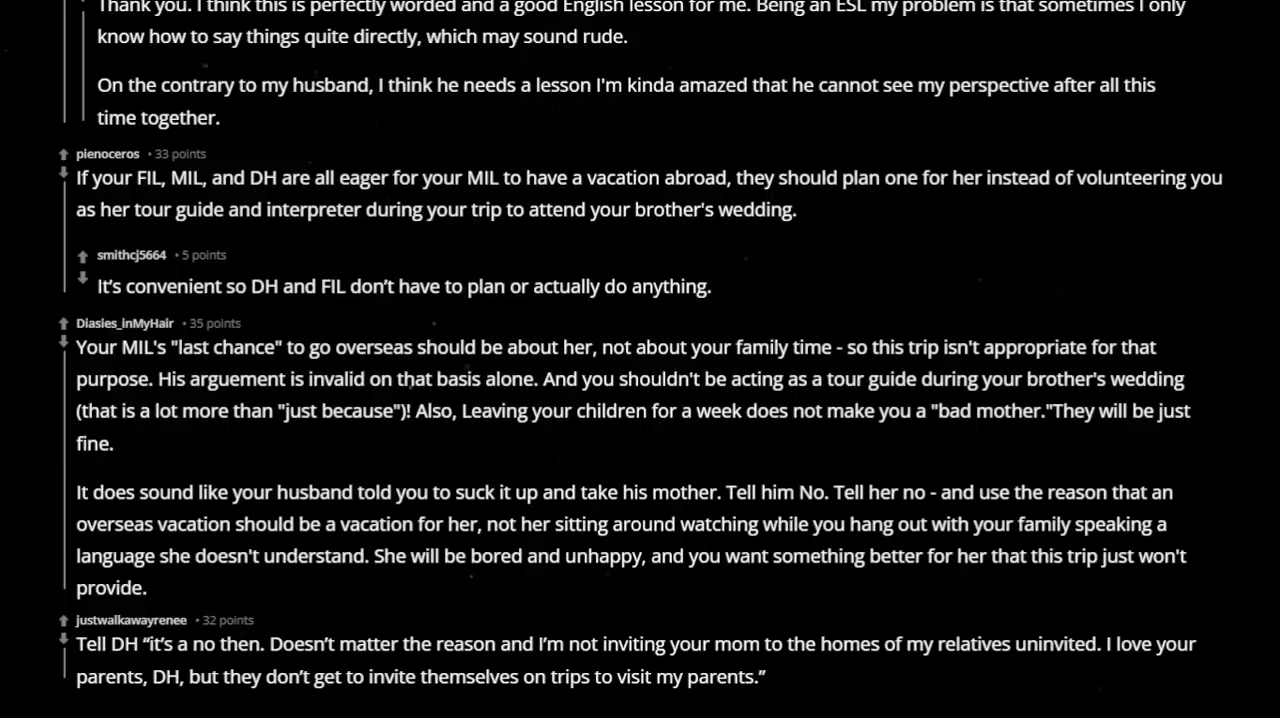 Thank you. I think this is perfectly worded and a good English lesson for me. Being an ESL my problem is that sometimes I only
know how to say things quite directly, which may sound rude.
On the contrary to my husband, I think he needs a lesson I'm kinda amazed that he cannot see my perspective after all this
time together.
pienoceros • 33 points
If your FIL, MIL, and DH are all eager for your MIL to have a vacation abroad, they should plan one for her instead of volunteering you
as her tour guide and interpreter during your trip to attend your brother's wedding.
smithcj5664 • 5 points
It’s convenient so DH and FIL don’t have to plan or actually do anything.
Diasies_inMyHair • 35 points
Your MIL's "last chance" to go overseas should be about her, not about your family time - so this trip isn't appropriate for that
purpose. His arguement is invalid on that basis alone. And you shouldn't be acting as a tour guide during your brother's wedding
(that is a lot more than "just because")! Also, Leaving your children for a week does not make you a "bad mother."They will be just
fine.
It does sound like your husband told you to suck it up and take his mother. Tell him No. Tell her no - and use the reason that an
overseas vacation should be a vacation for her, not her sitting around watching while you hang out with your family speaking a
language she doesn't understand. She will be bored and unhappy, and you want something better for her that this trip just won't
provide.
justwalkawayrenee • 32 points
Tell DH “it’s a no then. Doesn’t matter the reason and I’m not inviting your mom to the homes of my relatives uninvited. I love your
parents, DH, but they don’t get to invite themselves on trips to visit my parents.”